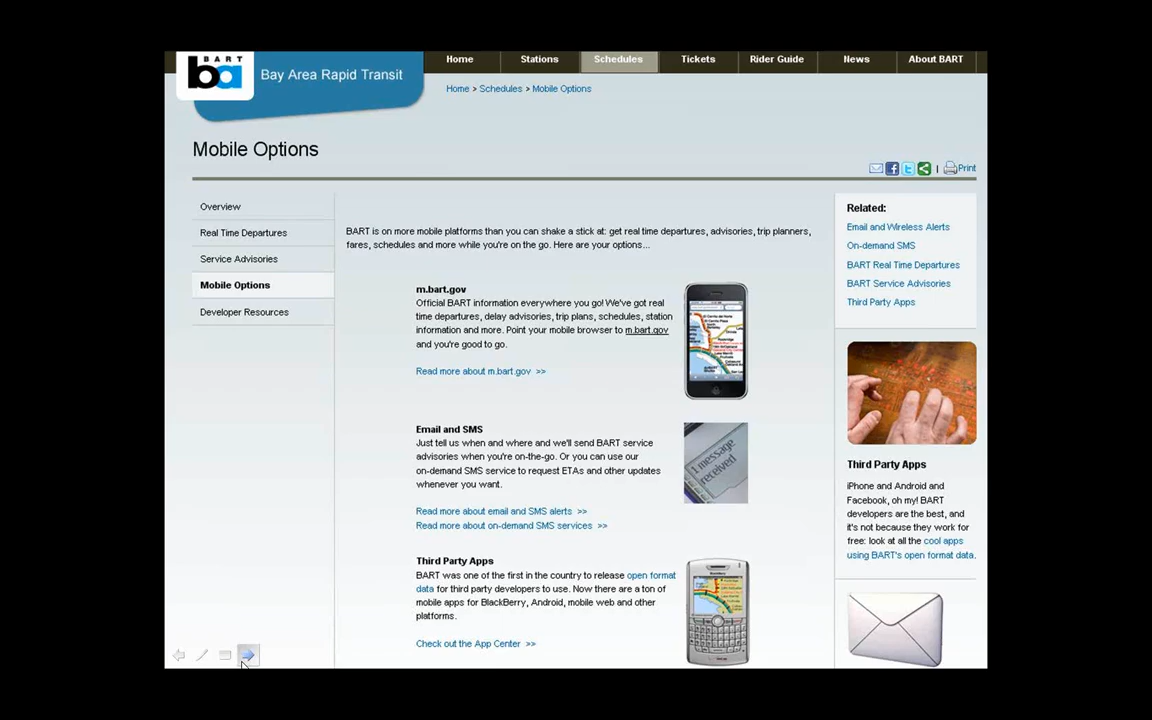 BART
ba
Bay Area Rapid Transit
Home
Stations
Schedules
Tickets
Rider Guide
News
About BART
Home > Schedules > Mobile Options
Mobile Options
Print
Overview
Real Time Departures
Service Advisories
Mobile Options
Developer Resources
BART is on more mobile platforms than you can shake a stick at: get real time departures, advisories, trip planners,
fares, schedules and more while you're on the go. Here are your options...
m.bart.gov
Official BART information everywhere you go! We've got real
time departures, delay advisories, trip plans, schedules, station
information and more. Point your mobile browser to m.bart.gov
and you're good to go.
Read more about m.bart.gov >>
Email and SMS
Just tell us when and where and we'll send BART service
advisories when you're on-the-go. Or you can use our
on-demand SMS service to request ETAs and other updates
whenever you want.
Read more about email and SMS alerts >>
Read more about on-demand SMS services >>
1 message
received
Third Party Apps
BART was one of the first in the country to release open format
data for third party developers to use. Now there are a ton of
mobile apps for BlackBerry, Android, mobile web and other
platforms.
Check out the App Center >>
Related:
Email and Wireless Alerts
On-demand SMS
BART Real Time Departures
BART Service Advisories
Third Party Apps
Third Party Apps
iPhone and Android and
Facebook, oh my! BART
developers are the best, and
it's not because they work for
free: look at all the cool apps
using BART's open format data.